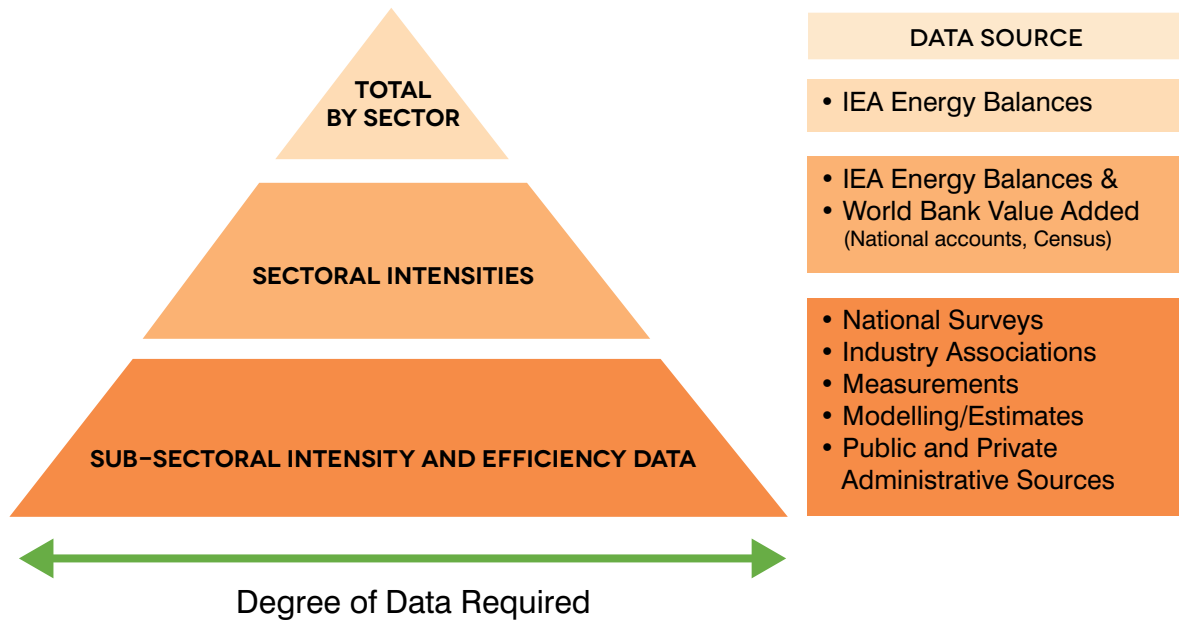 TOTAL
BY SECTOR
SECTORAL INTENSITIES
SUB-SECTORAL INTENSITY AND EFFICIENCY DATA
Degree of Data Required
DATA SOURCE
• IEA Energy Balances
• IEA Energy Balances &
• World Bank Value Added
(National accounts, Census)
• National Surveys
• Industry Associations
• Measurements
• Modelling/Estimates
• Public and Private
Administrative Sources